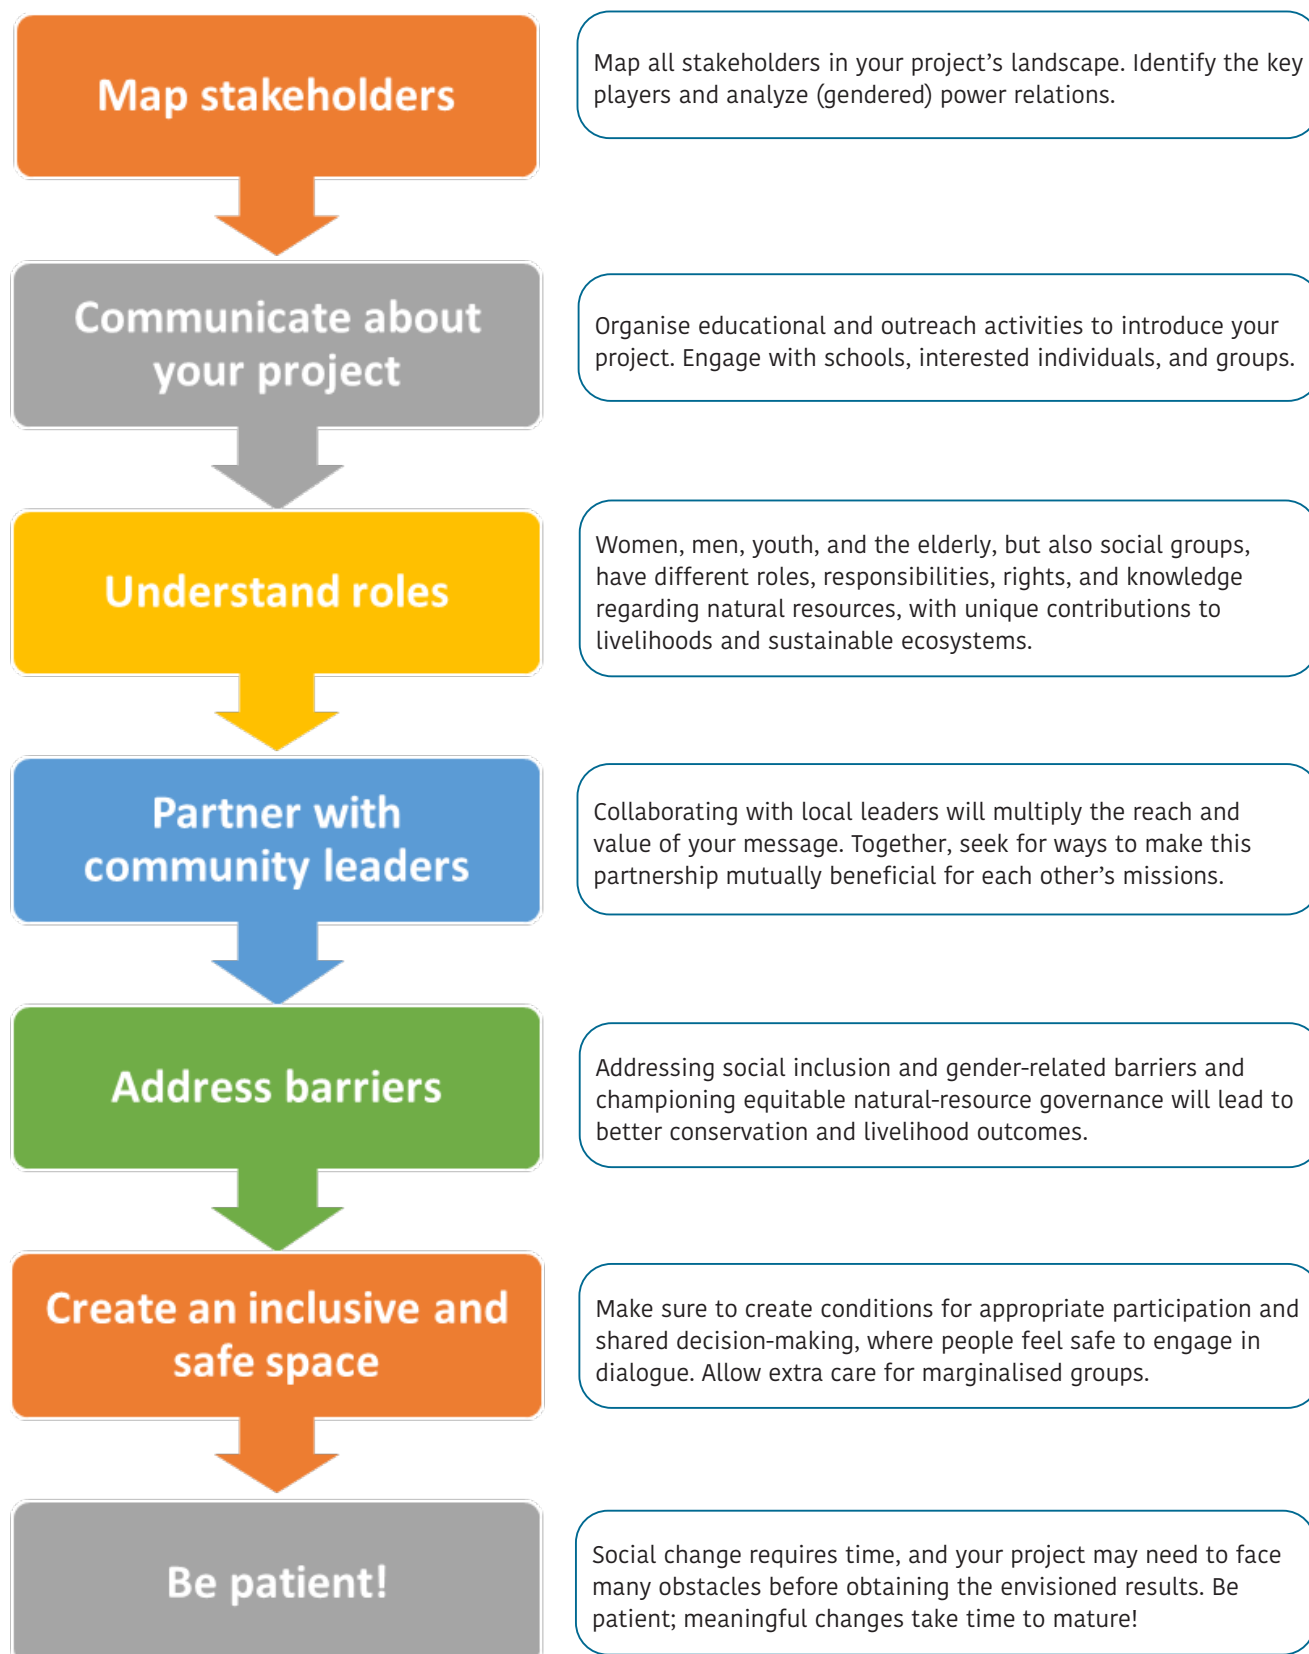 Map stakeholders
Map all stakeholders in your project's landscape. Identify the key
players and analyze (gendered) power relations.
Communicate about
your project
Organise educational and outreach activities to introduce your
project. Engage with schools, interested individuals, and groups.
Understand roles
Women, men, youth, and the elderly, but also social groups,
have different roles, responsibilities, rights, and knowledge
regarding natural resources, with unique contributions to
livelihoods and sustainable ecosystems.
Partner with
community leaders
Collaborating with local leaders will multiply the reach and
value of your message. Together, seek for ways to make this
partnership mutually beneficial for each other's missions.
Address barriers
Addressing social inclusion and gender-related barriers and
championing equitable natural-resource governance will lead to
better conservation and livelihood outcomes.
Create an inclusive and
safe space
Make sure to create conditions for appropriate participation and
shared decision-making, where people feel safe to engage in
dialogue. Allow extra care for marginalised groups.
Be patient!
Social change requires time, and your project may need to face
many obstacles before obtaining the envisioned results. Be
patient; meaningful changes take time to mature!